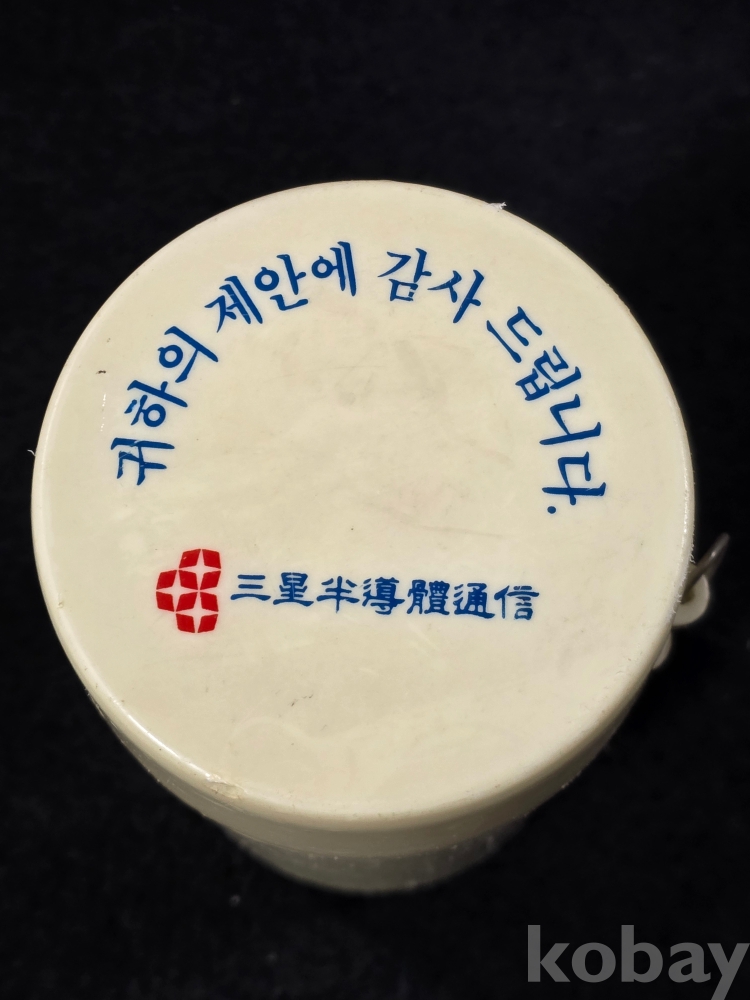 귀하의 제안에 감사 드립니다.
三星半導體通信
kobay